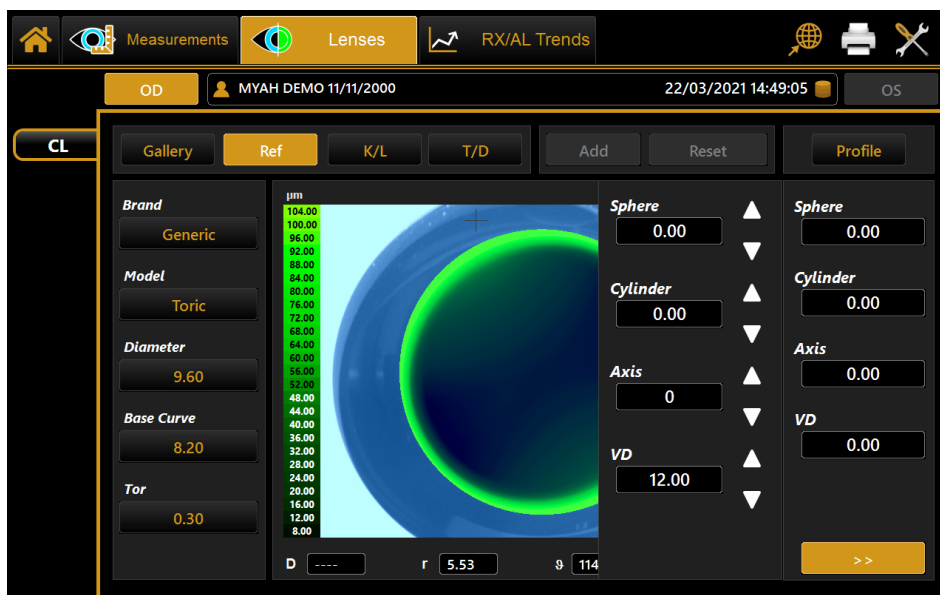 Measurements
Lenses
RX/AL Trends
OD
MYAH DEMO 11/11/2000
22/03/2021 14:49:05
OS
CL
Gallery
Ref
K/L
T/D
Add
Reset
Profile
Brand
Generic
Model
Toric
Diameter
9.60
Base Curve
8.20
Tor
0.30
µm
104.00
100.00
96.00
92.00
88.00
84.00
80.00
76.00
72.00
68.00
64.00
60.00
56.00
52.00
48.00
44.00
40.00
36.00
32.00
28.00
24.00
20.00
16.00
12.00
8.00
D ----
r 5.53
ϑ 114
Sphere
0.00
Cylinder
0.00
Axis
0
VD
12.00
Sphere
0.00
Cylinder
0.00
Axis
0.00
VD
0.00
>>